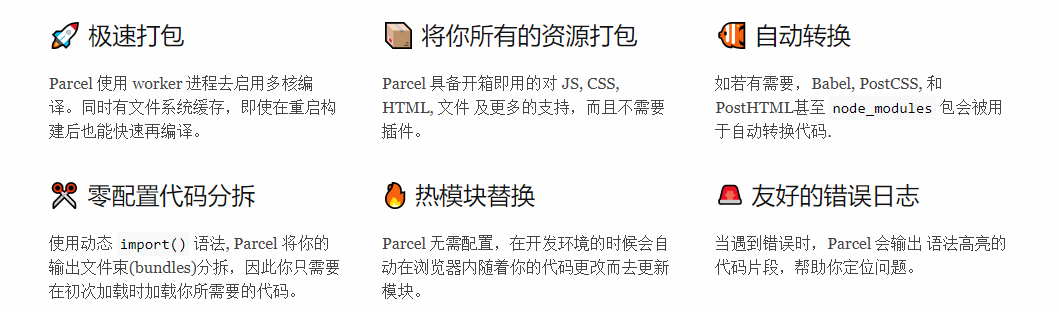 极速打包
Parcel 使用 worker 进程去启用多核编
译。同时有文件系统缓存，即使在重启构
建后也能快速再编译。
将你所有的资源打包
Parcel 具备开箱即用的对 JS, CSS,
HTML, 文件 及更多的支持，而且不需要
插件。
自动转换
如若有需要，Babel, PostCSS, 和
PostHTML甚至 node_modules 包会被用
于自动转换代码.
零配置代码分拆
使用动态 import() 语法, Parcel 将你的
输出文件束(bundles)分拆，因此你只需要
在初次加载时加载你所需要的代码。
热模块替换
Parcel 无需配置，在开发环境的时候会自
动在浏览器内随着你的代码更改而去更新
模块。
友好的错误日志
当遇到错误时，Parcel 会输出 语法高亮的
代码片段，帮助你定位问题。